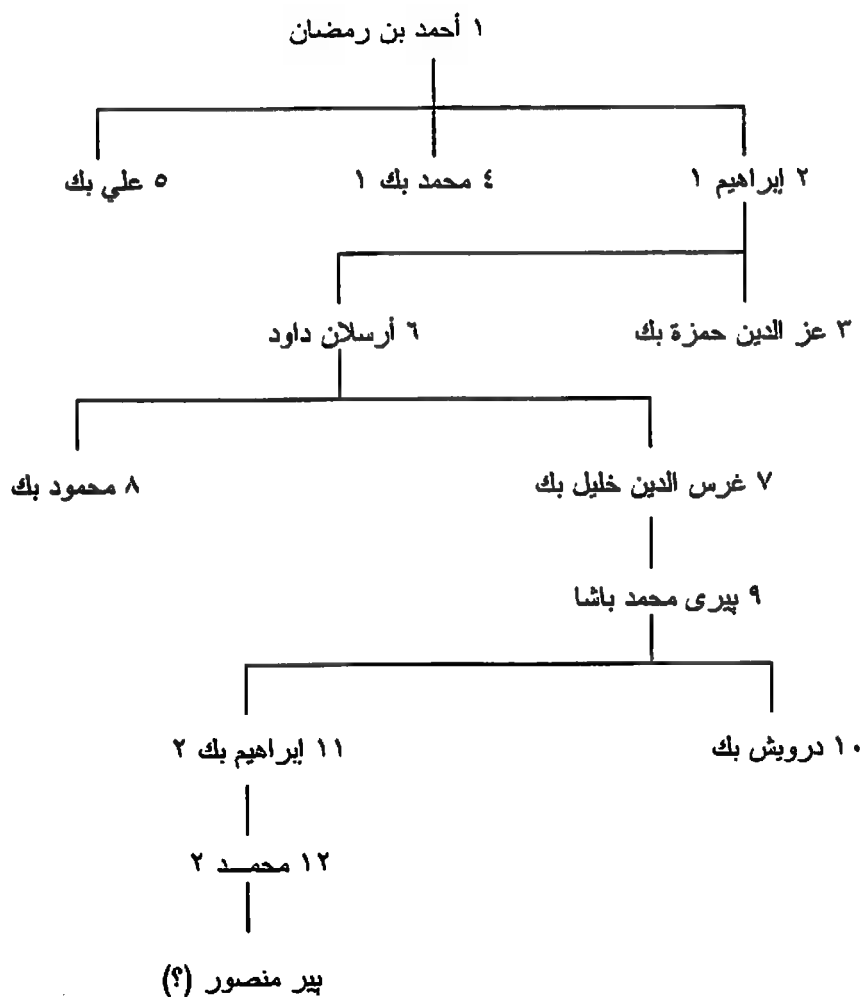 ١ أحمد بن رمضان
٢ إبراهيم ١
٤ محمد بك ١
٥ علي بك
٣ عز الدين حمزة بك
٦ أرسلان داود
٧ غرس الدين خليل بك
٨ محمود بك
٩ بيرى محمد باشا
١٠ درويش بك
١١ إبراهيم بك ٢
١٢ محمـــد ٢
بير منصور (؟)